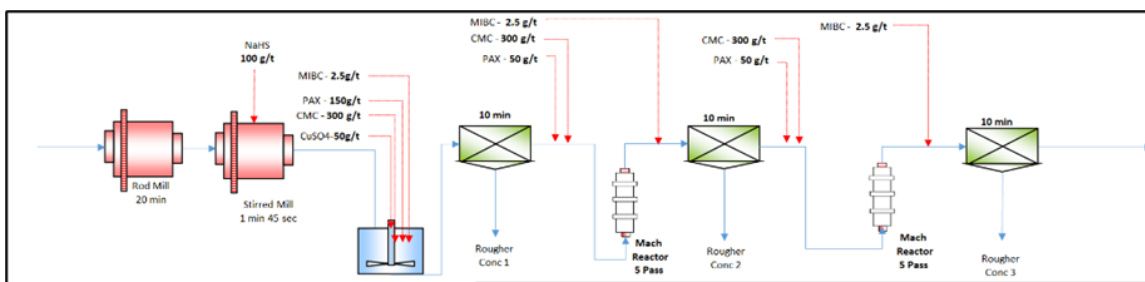 NaHS
100 g/t
MIBC - 2.5g/t
PAX - 150g/t
CMC - 300 g/t
CuSO4-50g/t
Rod Mill
20 min
Stirred Mill
1 min 45 sec
MIBC - 2.5 g/t
CMC - 300 g/t
PAX - 50 g/t
10 min
Rougher
Conc 1
Mach
Reactor
5 Pass
10 min
Rougher
Conc 2
CMC - 300 g/t
PAX - 50 g/t
MIBC - 2.5 g/t
Mach
Reactor
5 Pass
10 min
Rougher
Conc 3